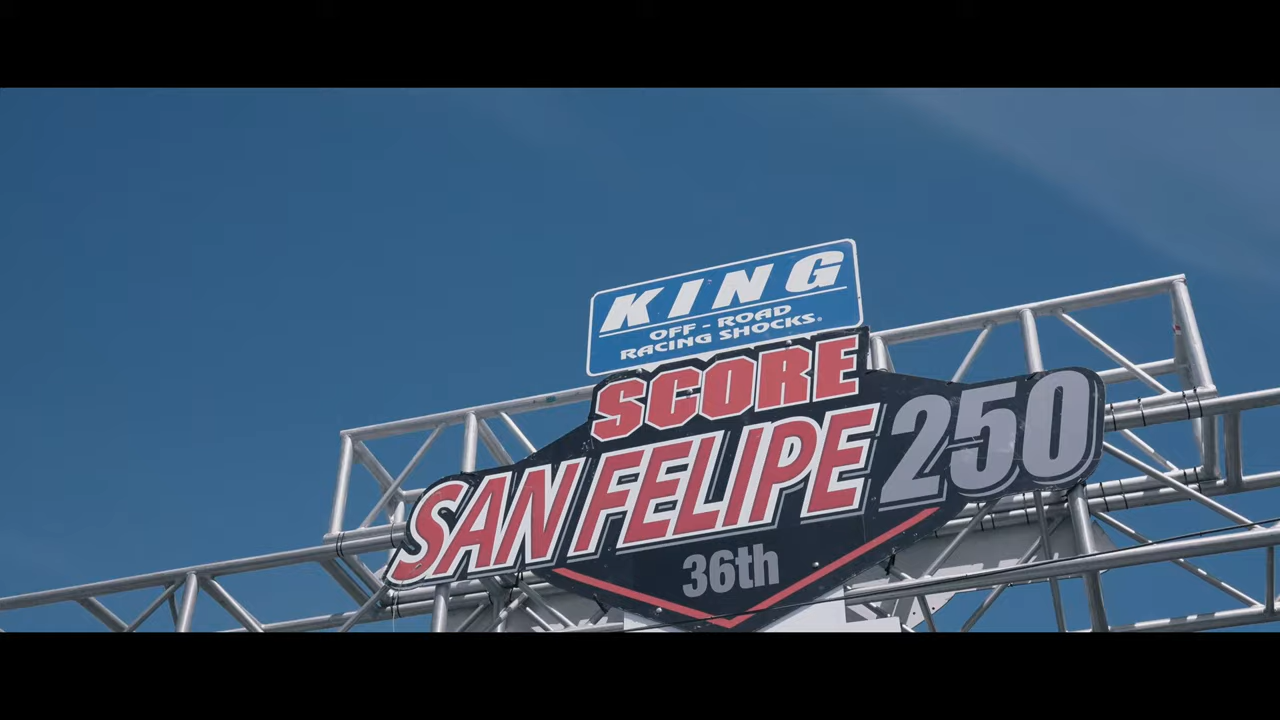 KING
OFF - ROAD
RACING SHOCKS®
SCORE
SAN FELIPE 250
36th